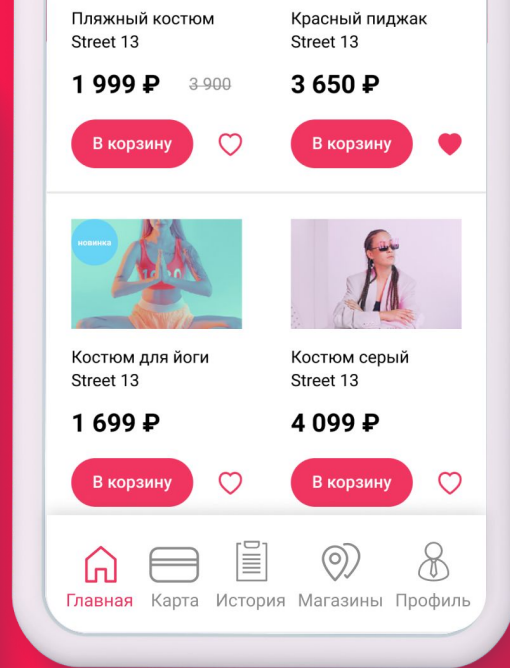 Пляжный костюм
Street 13
1 999 ₽ 3 900
В корзину
Красный пиджак
Street 13
3 650 ₽
В корзину
новинка
Костюм для йоги
Street 13
1 699 ₽
В корзину
Костюм серый
Street 13
4 099 ₽
В корзину
Главная Карта История Магазины Профиль